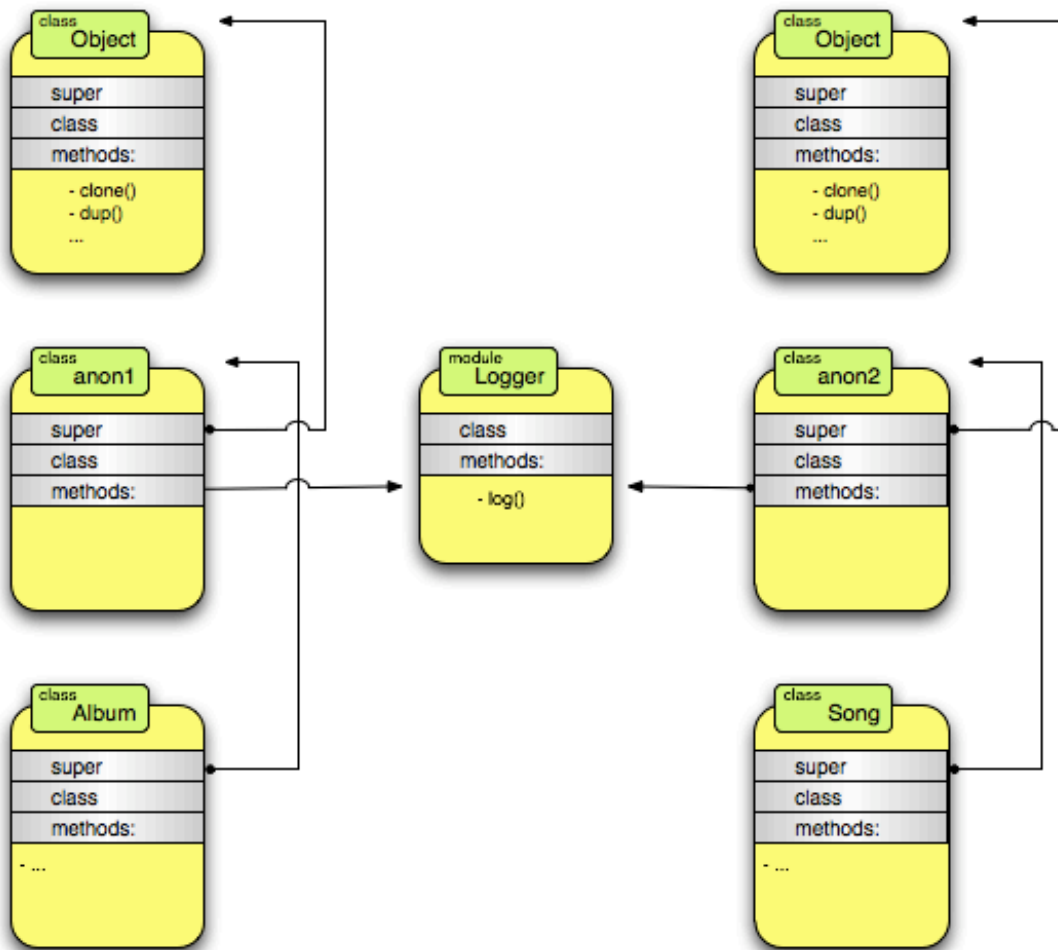 class
Object
super
class
methods:
- clone()
- dup()
...
class
Object
super
class
methods:
- clone()
- dup()
...
class
anon1
super
class
methods:
module
Logger
class
methods:
- log()
class
anon2
super
class
methods:
class
Album
super
class
methods:
- ...
class
Song
super
class
methods:
- ...